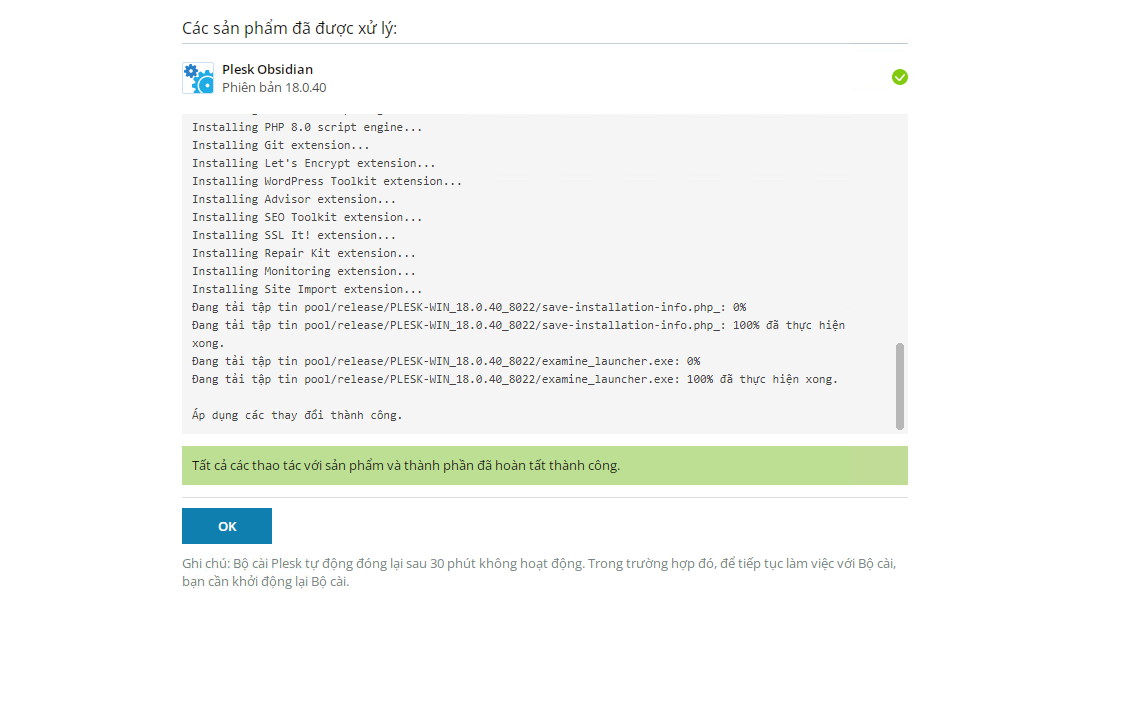 Các sản phẩm đã được xử lý:
Plesk Obsidian
Phiên bản 18.0.40
Installing PHP 8.0 script engine...
Installing Git extension...
Installing Let's Encrypt extension...
Installing WordPress Toolkit extension...
Installing Advisor extension...
Installing SEO Toolkit extension...
Installing SSL It! extension...
Installing Repair Kit extension...
Installing Monitoring extension...
Installing Site Import extension...
Đang tải tập tin pool/release/PLESK-WIN_18.0.40_8022/save-installation-info.php_: 0%
Đang tải tập tin pool/release/PLESK-WIN_18.0.40_8022/save-installation-info.php_: 100% đã thực hiện
xong.
Đang tải tập tin pool/release/PLESK-WIN_18.0.40_8022/examine_launcher.exe: 0%
Đang tải tập tin pool/release/PLESK-WIN_18.0.40_8022/examine_launcher.exe: 100% đã thực hiện xong.
Áp dụng các thay đổi thành công.
Tất cả các thao tác với sản phẩm và thành phần đã hoàn tất thành công.
OK
Ghi chú: Bộ cài Plesk tự động đóng lại sau 30 phút không hoạt động. Trong trường hợp đó, để tiếp tục làm việc với Bộ cài,
bạn cần khởi động lại Bộ cài.